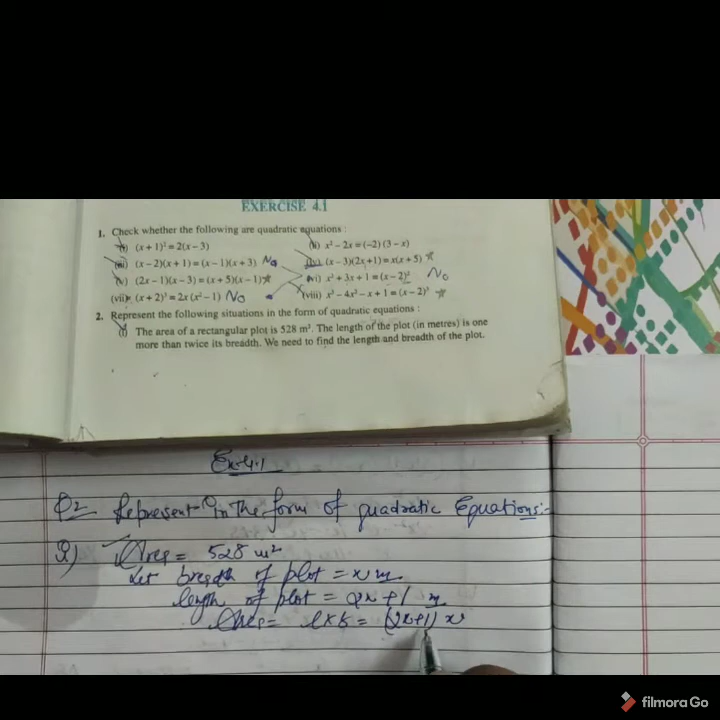 EXERCISE 4.1
1. Check whether the following are quadratic equations :
(i) (x + 1)² = 2(x – 3)
(ii) x² – 2x = (–2) (3 – x)
(iii) (x – 2)(x + 1) = (x – 1)(x + 3) No
(iv) (x – 3)(2x + 1) = x(x + 5)
(v) (2x – 1)(x – 3) = (x + 5)(x – 1)
(vi) x² + 3x + 1 = (x – 2)² No
(vii) (x + 2)³ = 2x (x² – 1) No
(viii) x³ – 4x² – x + 1 = (x – 2)³
2. Represent the following situations in the form of quadratic equations :
(i) The area of a rectangular plot is 528 m². The length of the plot (in metres) is one
more than twice its breadth. We need to find the length and breadth of the plot.
Ex-4.1
Q2 Represent In The form of quadratic Equations:-
Area = 528 m²
Let breadth of plot = x m
length of plot = 2x+1 m
Area = l×b = (2x+1) x
filmora Go